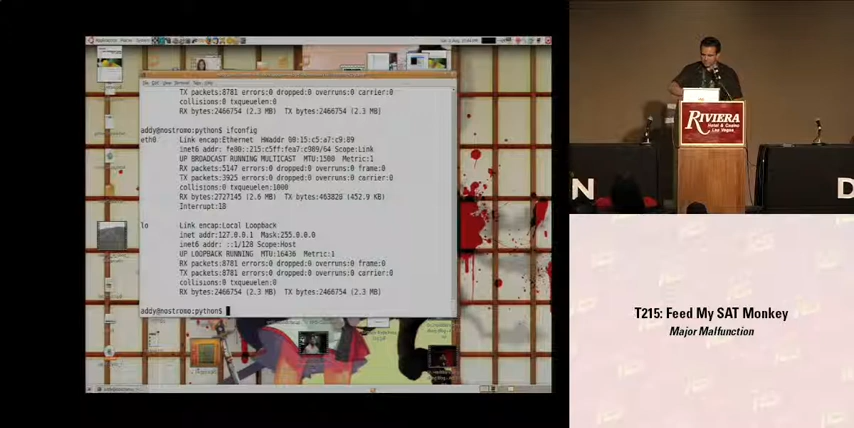 TX packets:8781 errors:0 dropped:0 overruns:0 carrier:0
collisions:0 txqueuelen:0
RX bytes:2466754 (2.3 MB)  TX bytes:2466754 (2.3 MB)
addy@nostromo:python$ ifconfig
eth0 Link encap:Ethernet HWaddr 00:15:c5:a7:c9:89
inet6 addr: fe80::215:c5ff:fea7:c989/64 Scope:Link
UP BROADCAST RUNNING MULTICAST MTU:1500 Metric:1
RX packets:5147 errors:0 dropped:0 overruns:0 frame:0
TX packets:3925 errors:0 dropped:0 overruns:0 carrier:0
collisions:0 txqueuelen:1000
RX bytes:2727145 (2.6 MB) TX bytes:463820 (452.9 KB)
Interrupt:18
lo Link encap:Local Loopback
inet addr:127.0.0.1 Mask:255.0.0.0
inet6 addr: ::1/128 Scope:Host
UP LOOPBACK RUNNING MTU:16436 Metric:1
RX packets:8781 errors:0 dropped:0 overruns:0 frame:0
TX packets:8781 errors:0 dropped:0 overruns:0 carrier:0
collisions:0 txqueuelen:0
RX bytes:2466754 (2.3 MB) TX bytes:2466754 (2.3 MB)
addy@nostromo:python$
RIVIERA
Hotel & Casino
Las Vegas
N
D
T215: Feed My SAT Monkey
Major Malfunction